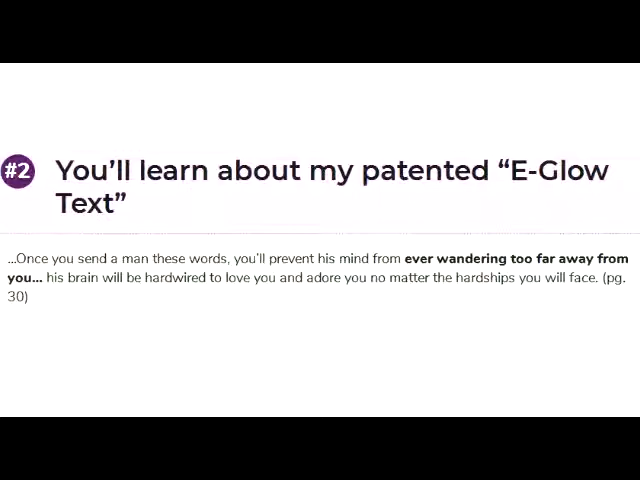 #2 You’ll learn about my patented “E-Glow
Text”
...Once you send a man these words, you’ll prevent his mind from ever wandering too far away from
you... his brain will be hardwired to love you and adore you no matter the hardships you will face. (pg.
30)